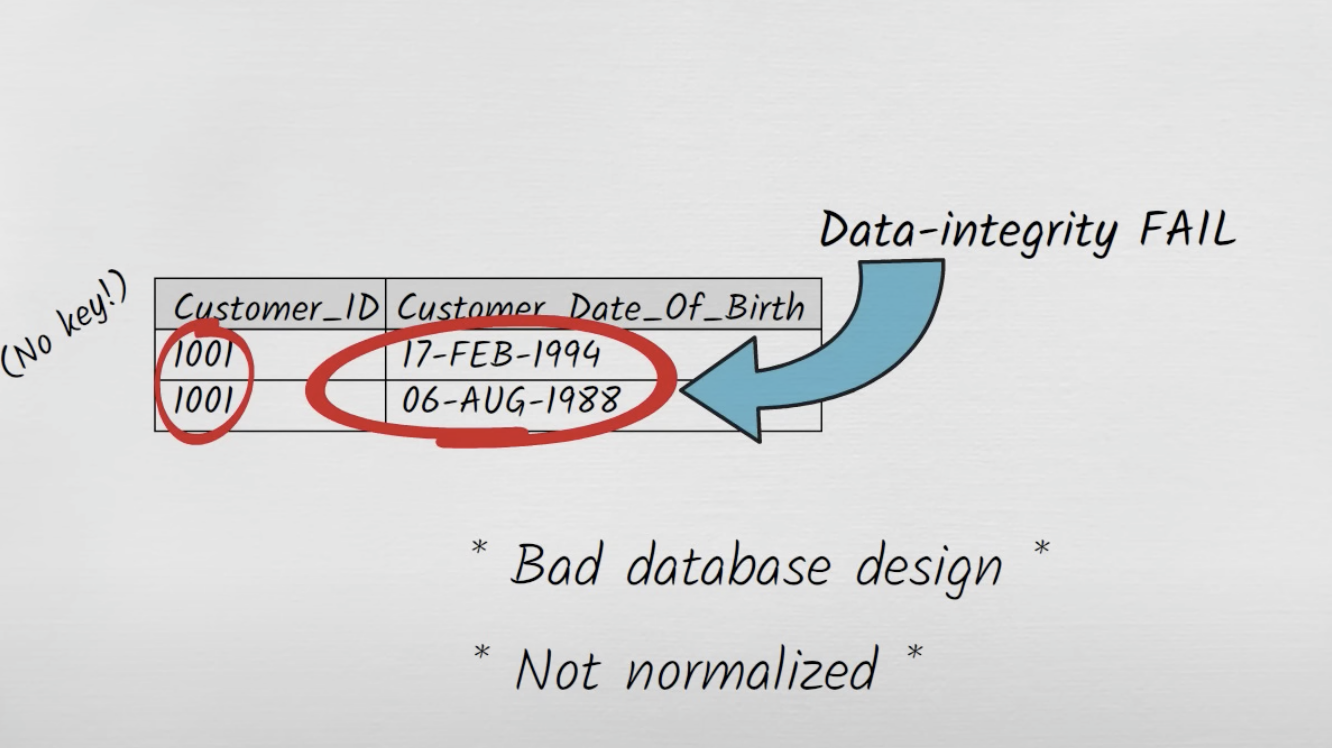 Data-integrity FAIL
(No key!)
Customer_ID Customer_Date_Of_Birth
1001 17-FEB-1994
1001 06-AUG-1988
* Bad database design *
* Not normalized *